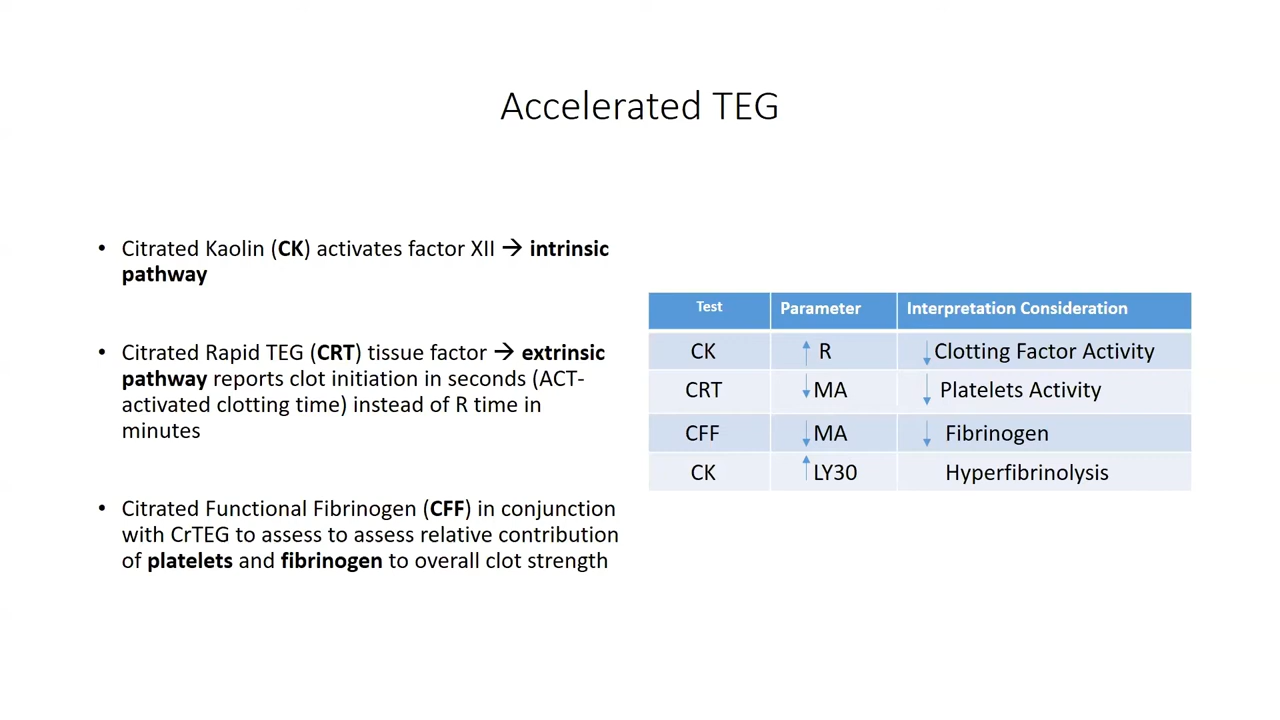 Accelerated TEG
• Citrated Kaolin (CK) activates factor XII → intrinsic
pathway
• Citrated Rapid TEG (CRT) tissue factor → extrinsic
pathway reports clot initiation in seconds (ACT-
activated clotting time) instead of R time in
minutes
• Citrated Functional Fibrinogen (CFF) in conjunction
with CrTEG to assess to assess relative contribution
of platelets and fibrinogen to overall clot strength
Test Parameter Interpretation Consideration
CK ↑ R ↓ Clotting Factor Activity
CRT ↓ MA ↓ Platelets Activity
CFF ↓ MA ↓ Fibrinogen
CK ↑ LY30 Hyperfibrinolysis